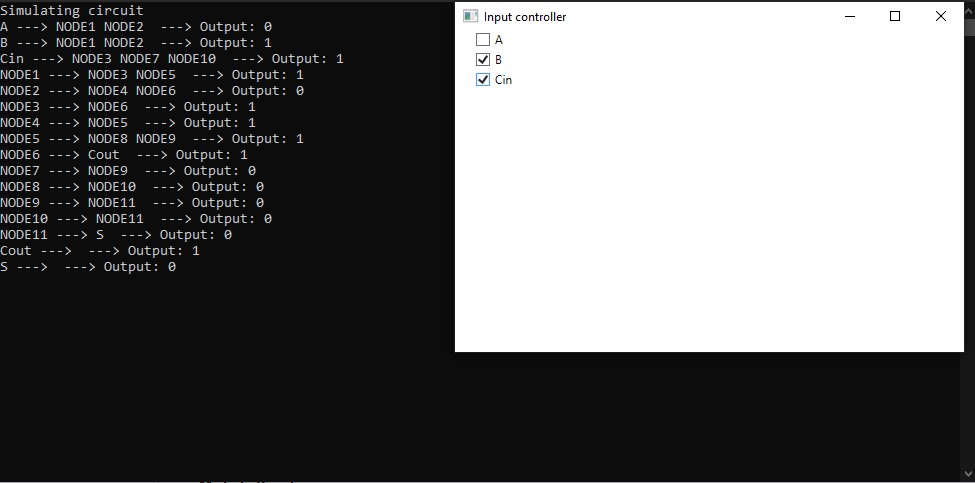 Simulating circuit
A ---> NODE1 NODE2  ---> Output: 0
B ---> NODE1 NODE2  ---> Output: 1
Cin ---> NODE3 NODE7 NODE10  ---> Output: 1
NODE1 ---> NODE3 NODE5  ---> Output: 1
NODE2 ---> NODE4 NODE6  ---> Output: 0
NODE3 ---> NODE6  ---> Output: 1
NODE4 ---> NODE5  ---> Output: 1
NODE5 ---> NODE8 NODE9  ---> Output: 1
NODE6 ---> Cout  ---> Output: 1
NODE7 ---> NODE9  ---> Output: 0
NODE8 ---> NODE10  ---> Output: 0
NODE9 ---> NODE11  ---> Output: 0
NODE10 ---> NODE11  ---> Output: 0
NODE11 ---> S  ---> Output: 0
Cout --->  ---> Output: 1
S --->  ---> Output: 0
Input controller
A
B
Cin